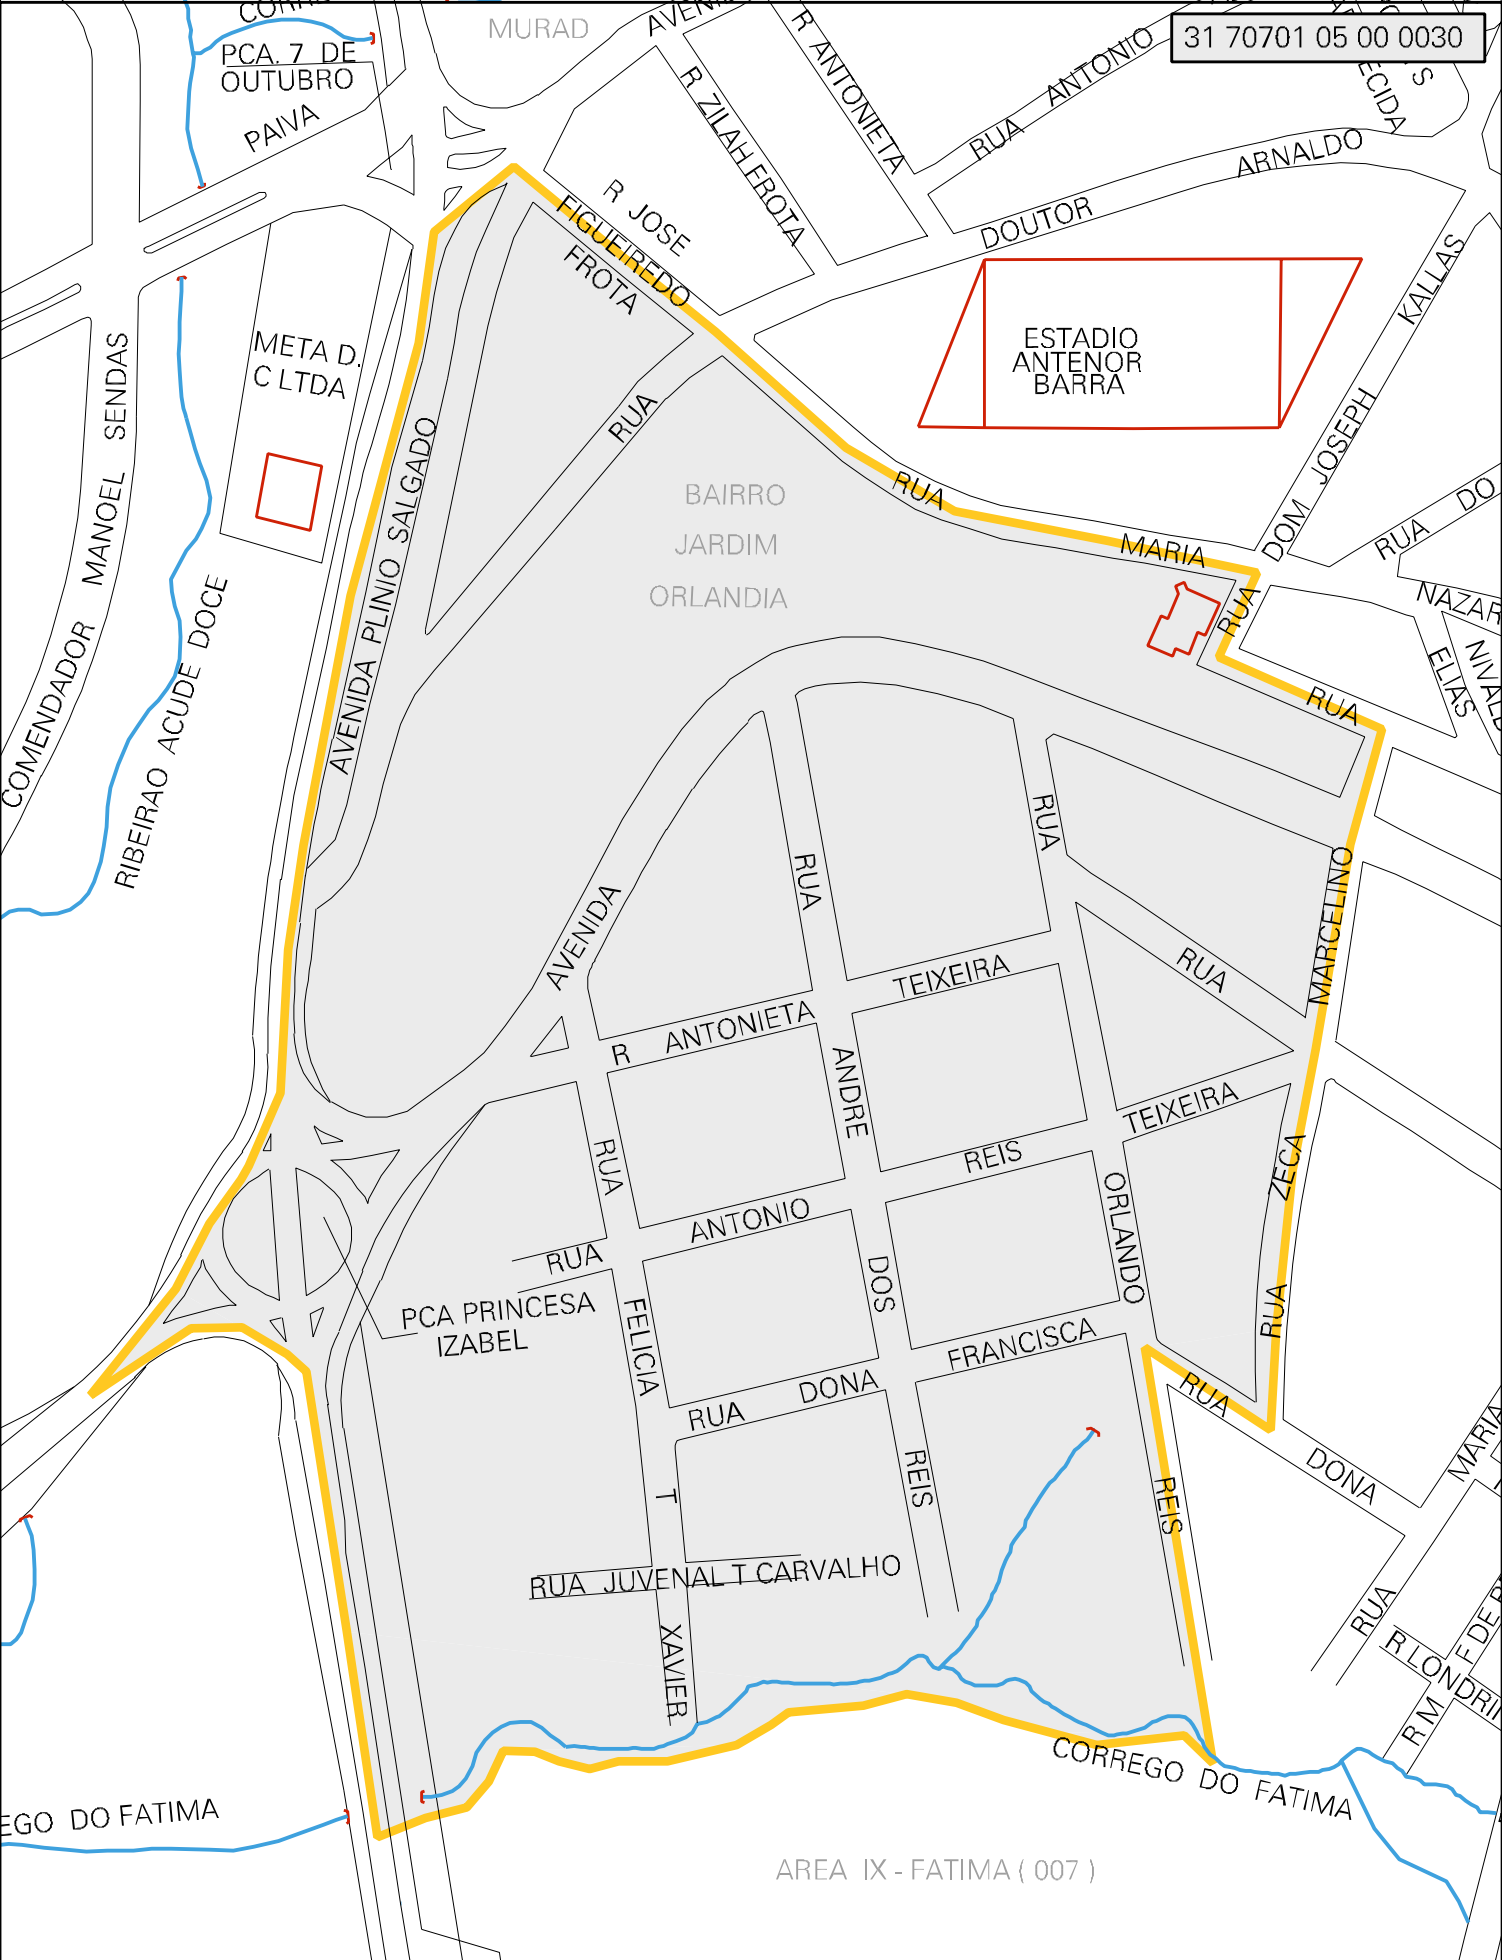 MURAD
31 70701 05 00 0030
PCA. 7 DE
OUTUBRO
PAIVA
R ANTONIETA
RUA ANTONIO
R ZILAH FROTA
R JOSE
FIGUEIREDO
FROTA
DOUTOR ARNALDO
META D.
C LTDA
ESTADIO
ANTENOR
BARRA
COMENDADOR MANOEL SENDAS
RIBEIRAO ACUDE DOCE
AVENIDA PLINIO SALGADO
RUA
BAIRRO
JARDIM
ORLANDIA
RUA MARIA
RUA DOM JOSEPH KALLAS
RUA DO
ELIAS
RUA
RUA ZECA MARCELINO
AVENIDA
RUA ANDRE DOS REIS
RUA ORLANDO REIS
R ANTONIETA TEIXEIRA
RUA
TEIXEIRA
RUA ANTONIO REIS
RUA FELICIA T XAVIER
PCA PRINCESA
IZABEL
RUA DONA FRANCISCA
RUA DONA
MARIA
RUA
RUA JUVENAL T CARVALHO
R M F DE
CORREGO DO FATIMA
DO FATIMA
AREA IX - FATIMA ( 007 )